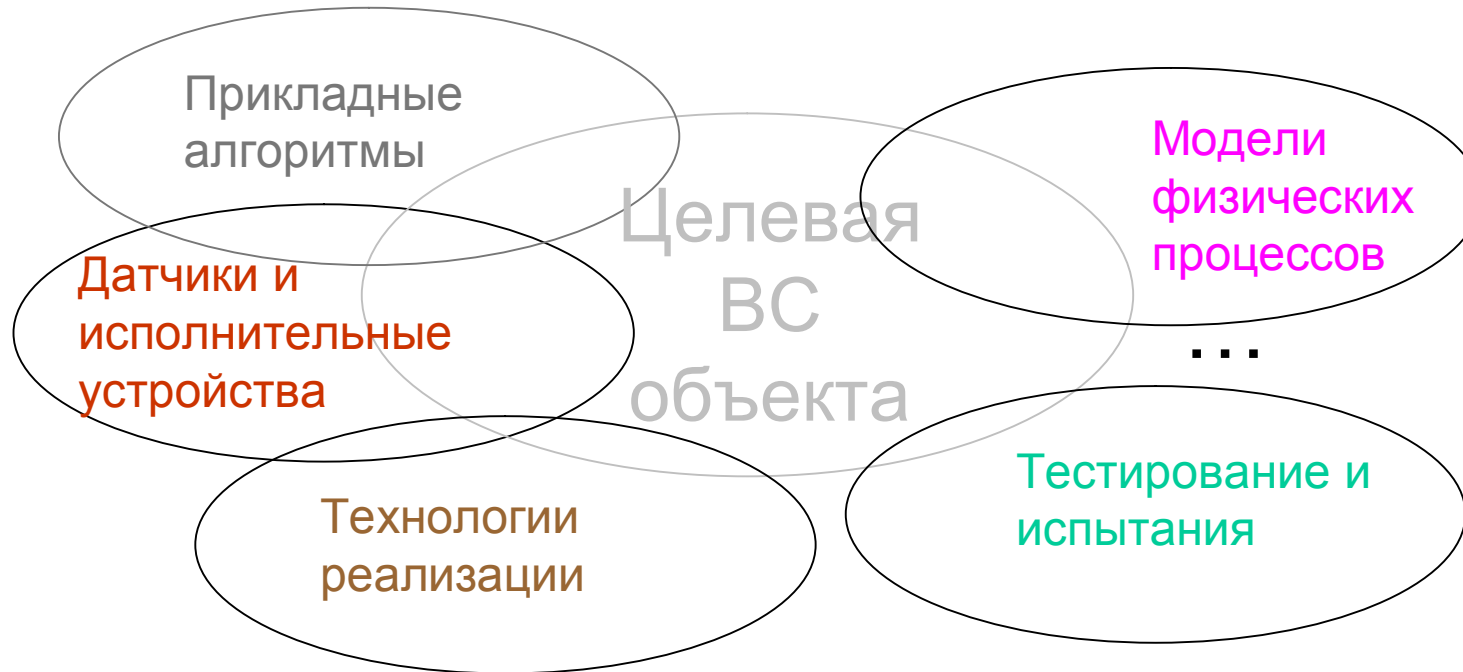 Прикладные
алгоритмы
Целевая
ВС
объекта
Модели
физических
процессов
Датчики и
исполнительные
устройства
...
Технологии
реализации
Тестирование и
испытания